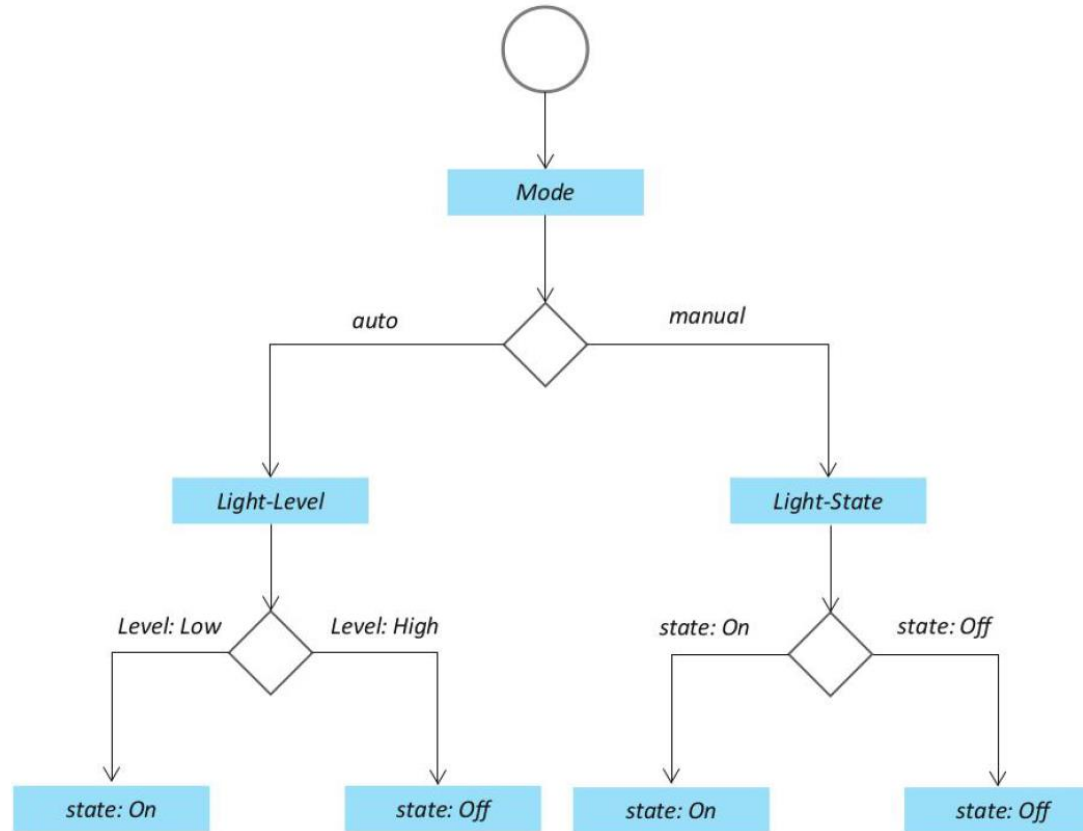 Mode
auto
manual
Light-Level
Light-State
Level: Low
Level: High
state: On
state: Off
state: On
state: Off
state: On
state: Off